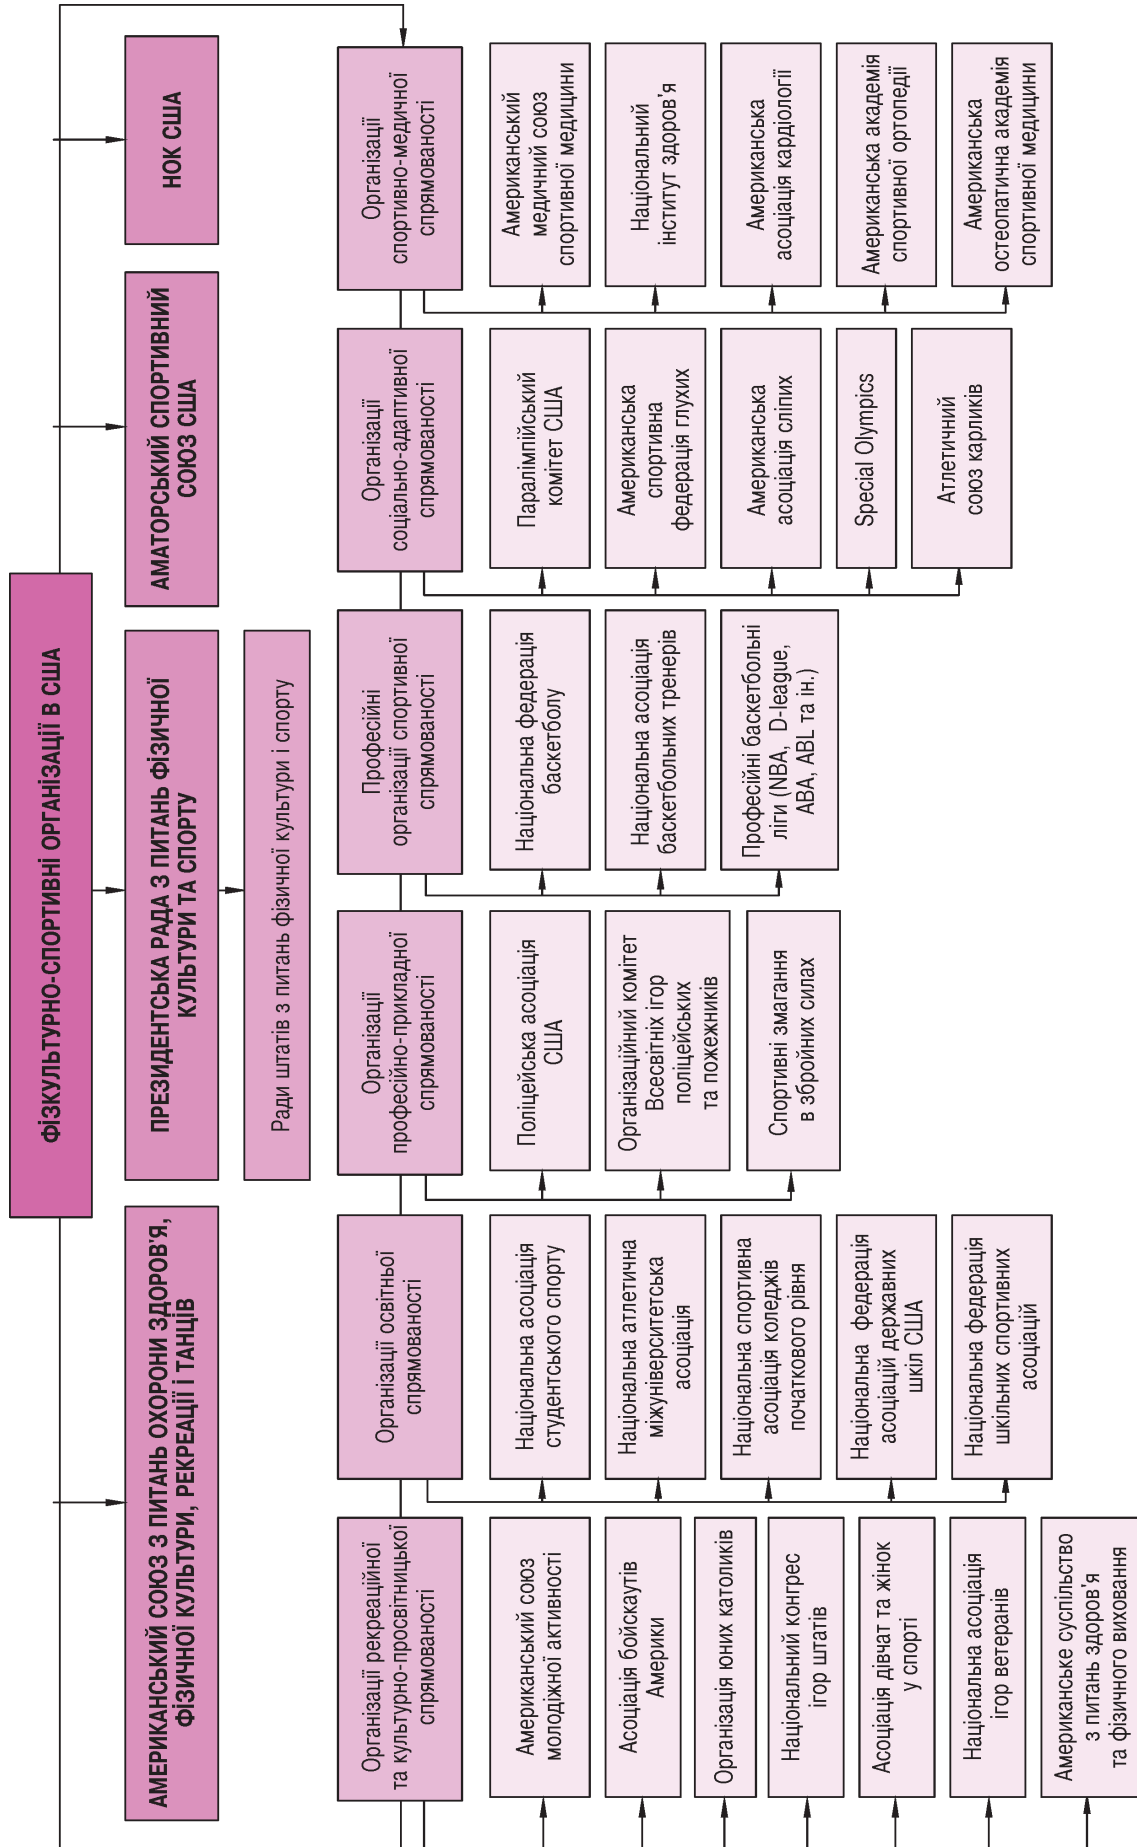 ФІЗКУЛЬТУРНО-СПОРТИВНІ ОРГАНІЗАЦІЇ В США
АМЕРИКАНСЬКИЙ СОЮЗ З ПИТАНЬ ОХОРОНИ ЗДОРОВ'Я,
ФІЗИЧНОЇ КУЛЬТУРИ, РЕКРЕАЦІЇ І ТАНЦІВ
ПРЕЗИДЕНТСЬКА РАДА З ПИТАНЬ ФІЗИЧНОЇ
КУЛЬТУРИ ТА СПОРТУ
АМАТОРСЬКИЙ СПОРТИВНИЙ
СОЮЗ США
НОК США
Ради штатів з питань фізичної культури і спорту
Організації рекреаційної
та культурно-просвітницької
спрямованості
Американський союз
молодіжної активності
Асоціація бойскаутів
Америки
Організація юних католиків
Національний конгрес
ігор штатів
Асоціація дівчат та жінок
у спорті
Національна асоціація
ігор ветеранів
Американське суспільство
з питань здоров'я
та фізичного виховання
Організації освітньої
спрямованості
Національна асоціація
студентського спорту
Національна атлетична
міжуніверситетська
асоціація
Національна спортивна
асоціація коледжів
початкового рівня
Національна федерація
асоціацій державних
шкіл США
Національна федерація
шкільних спортивних
асоціацій
Організації
професійно-прикладної
спрямованості
Поліцейська асоціація
США
Організаційний комітет
Всесвітніх ігор
поліцейських
та пожежників
Спортивні змагання
в збройних силах
Професійні
організації спортивної
спрямованості
Національна федерація
баскетболу
Національна асоціація
баскетбольних тренерів
Професійні баскетбольні
ліги (NBA, D-league,
ABA, ABL та ін.)
Організації
соціально-адаптивної
спрямованості
Паралімпійський
комітет США
Американська
спортивна
федерація глухих
Американська
асоціація сліпих
Special Olympics
Атлетичний
союз карликів
Організації
спортивно-медичної
спрямованості
Американський
медичний союз
спортивної медицини
Національний
інститут здоров'я
Американська
асоціація кардіології
Американська академія
спортивної ортопедії
Американська
остеопатична академія
спортивної медицини